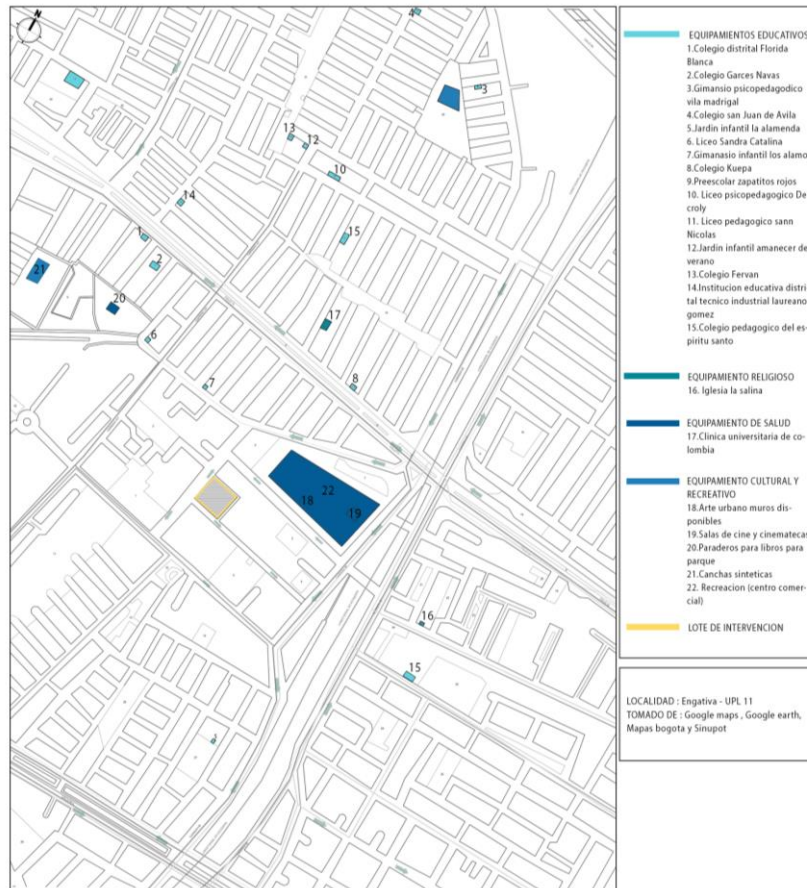 N
4
3
13
12
10
14
15
1
2
21
20
17
6
8
7
22
18
19
16
15
EQUIPAMIENTOS EDUCATIVOS
1.Colegio distrital Florida
Blanca
2.Colegio Garces Navas
3.Gimansio psicopedagodico
vila madrigal
4.Colegio san Juan de Avila
5.Jardin infantil la alamenda
6. Liceo Sandra Catalina
7.Gimanasio infantil los alamo
8.Colegio Kuepa
9.Preescolar zapatitos rojos
10. Liceo psicopedagogico De
croly
11. Liceo pedagogico sann
Nicolas
12.Jardin infantil amanecer de
verano
13.Colegio Fervan
14.Institucion educativa distri-
tal tecnico industrial laureano
gomez
15.Colegio pedagogico del es-
piritu santo
EQUIPAMIENTO RELIGIOSO
16. Iglesia la salina
EQUIPAMIENTO DE SALUD
17.Clinica universitaria de co-
lombia
EQUIPAMIENTO CULTURAL Y
RECREATIVO
18.Arte urbano muros dis-
ponibles
19.Salas de cine y cinematecas
20.Paraderos para libros para
parque
21.Canchas sinteticas
22. Recreacion (centro comer-
cial)
LOTE DE INTERVENCION
LOCALIDAD : Engativa - UPL 11
TOMADO DE : Google maps , Google earth,
Mapas bogota y Sinupot